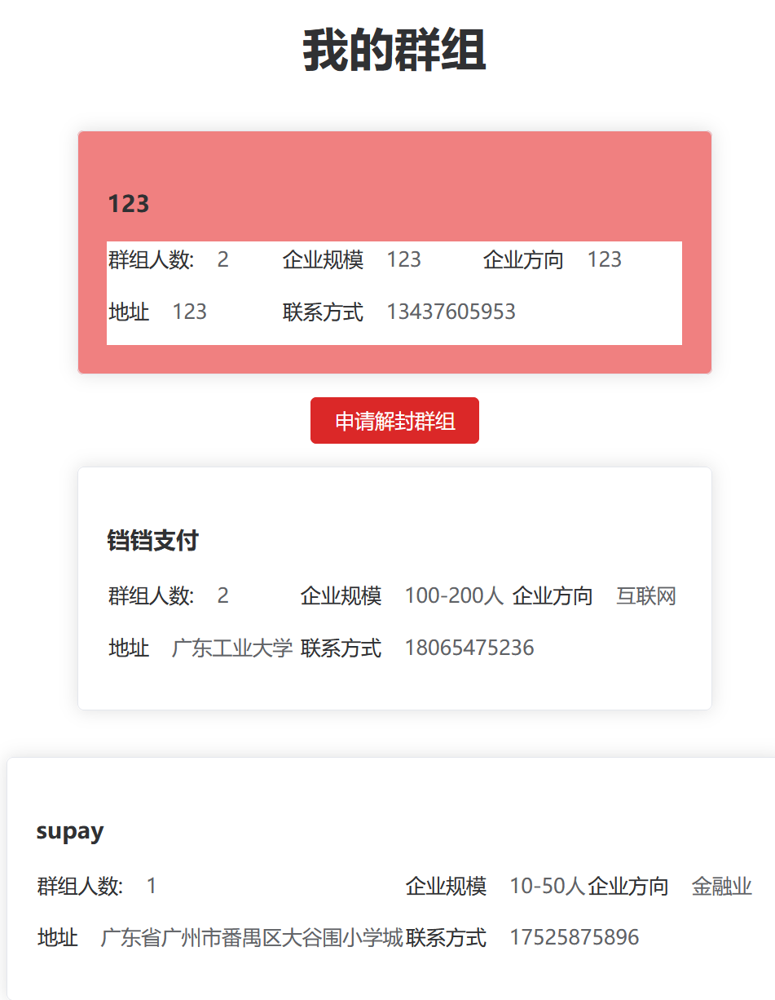 我的群组
123
群组人数: 2 企业规模 123 企业方向 123
地址 123 联系方式 13437605953
申请解封群组
铛铛支付
群组人数: 2 企业规模 100-200人 企业方向 互联网
地址 广东工业大学 联系方式 18065475236
supay
群组人数: 1 企业规模 10-50人 企业方向 金融业
地址 广东省广州市番禺区大谷围小学城 联系方式 17525875896